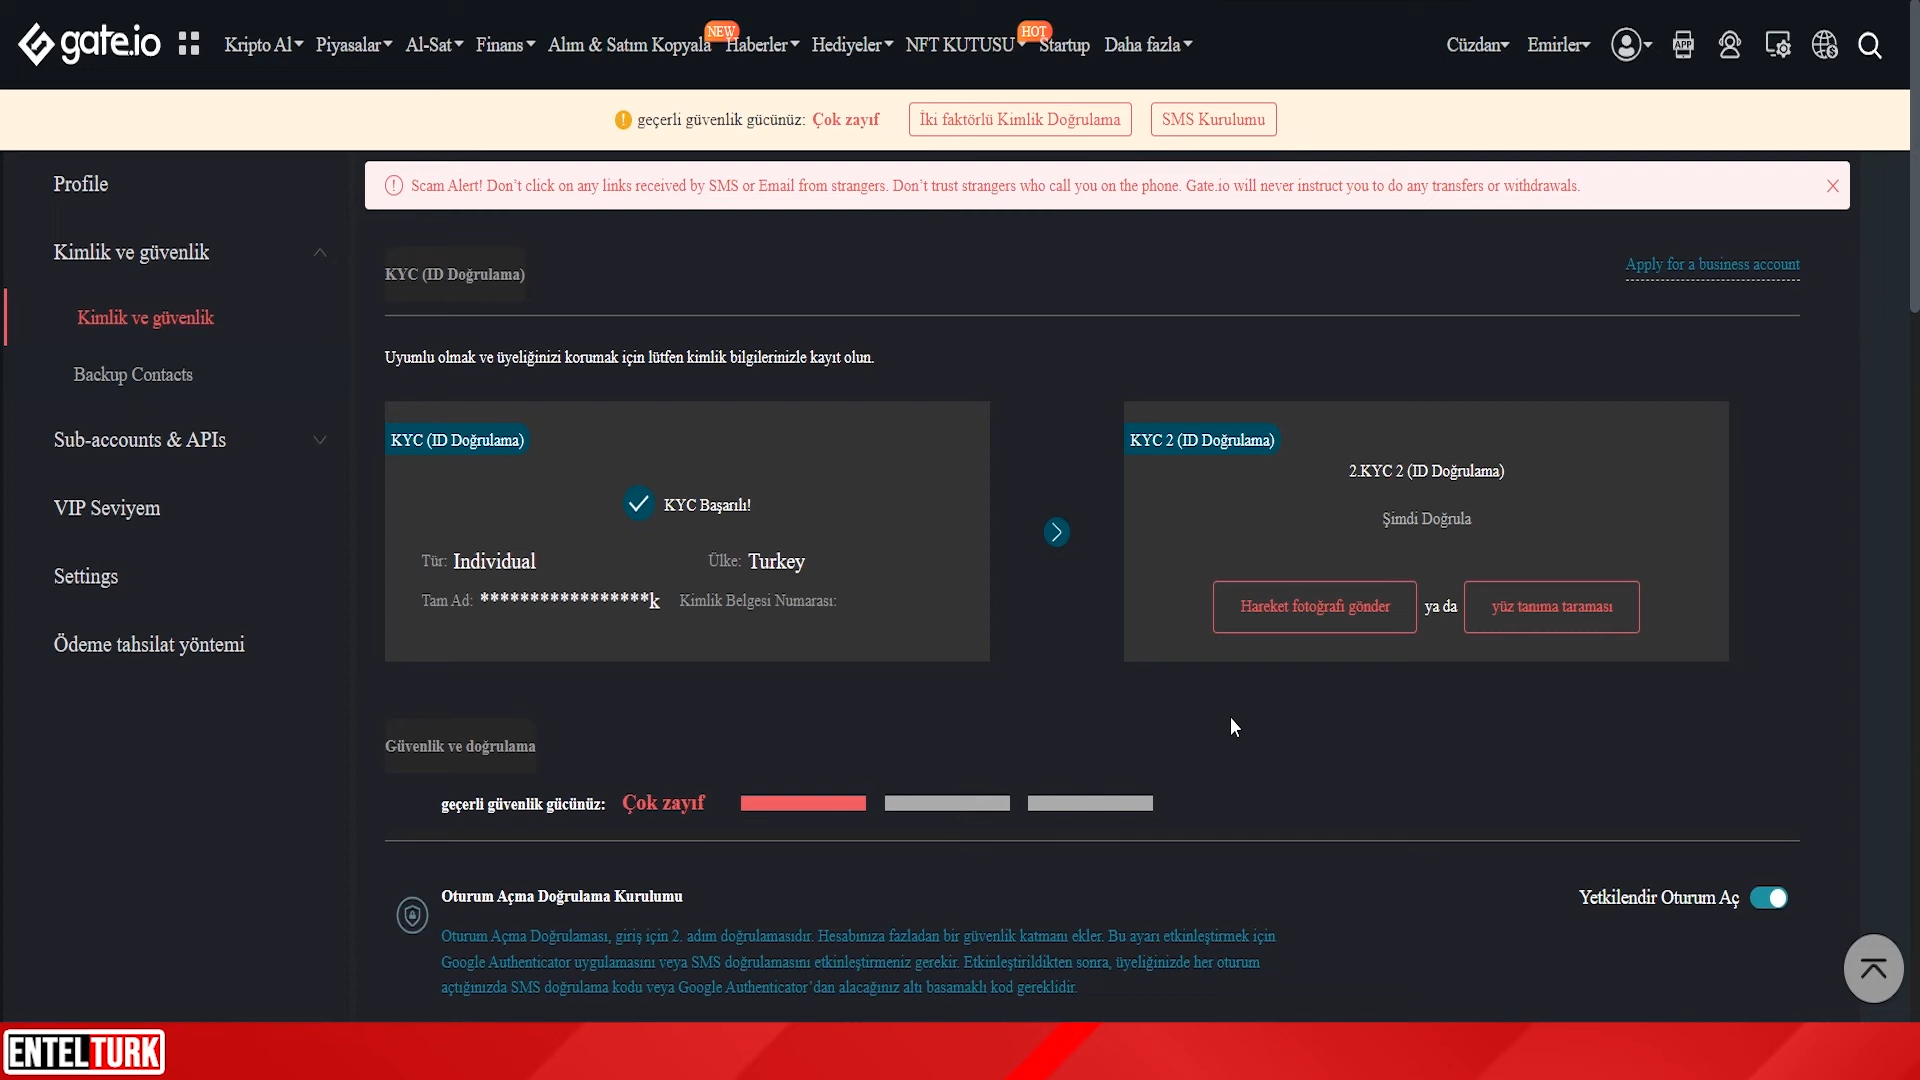 gate.io
Kripto Al Piyasalar Al-Sat Finans Alım & Satım Kopyala NEW Haberler Hediyeler NFT KUTUSU HOT Startup Daha fazla Cüzdan Emirler APP
geçerli güvenlik gücünüz: Çok zayıf İki faktörlü Kimlik Doğrulama SMS Kurulumu
Profile
Scam Alert! Don't click on any links received by SMS or Email from strangers. Don't trust strangers who call you on the phone. Gate.io will never instruct you to do any transfers or withdrawals.
Kimlik ve güvenlik
Kimlik ve güvenlik
Backup Contacts
Sub-accounts & APIs
VIP Seviyem
Settings
Ödeme tahsilat yöntemi
KYC (ID Doğrulama)
Apply for a business account
Uyumlu olmak ve üyeliğinizi korumak için lütfen kimlik bilgilerinizle kayıt olun.
KYC (ID Doğrulama)
KYC Başarılı!
Tür: Individual Ülke: Turkey
Tam Ad: *****************k Kimlik Belgesi Numarası:
KYC 2 (ID Doğrulama)
2.KYC 2 (ID Doğrulama)
Şimdi Doğrula
Hareket fotoğrafı gönder ya da yüz tanıma taraması
Güvenlik ve doğrulama
geçerli güvenlik gücünüz: Çok zayıf
Oturum Açma Doğrulama Kurulumu
Yetkilendir Oturum Aç
Oturum Açma Doğrulaması, giriş için 2. adım doğrulamasıdır. Hesabınıza fazladan bir güvenlik katmanı ekler. Bu ayarı etkinleştirmek için
Google Authenticator uygulamasını veya SMS doğrulamasını etkinleştirmeniz gerekir. Etkinleştirildikten sonra, üyeliğinizde her oturum
açtığınızda SMS doğrulama kodu veya Google Authenticator'dan alacağınız altı basamaklı kod gereklidir.
ENTELTURK